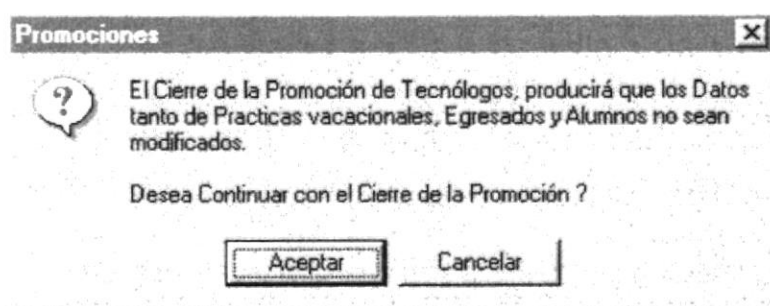 Promociones
El Cierre de la Promoción de Tecnólogos, producirá que los Datos
tanto de Practicas vacacionales, Egresados y Alumnos no sean
modificados.
Desea Continuar con el Cierre de la Promoción ?
Aceptar Cancelar